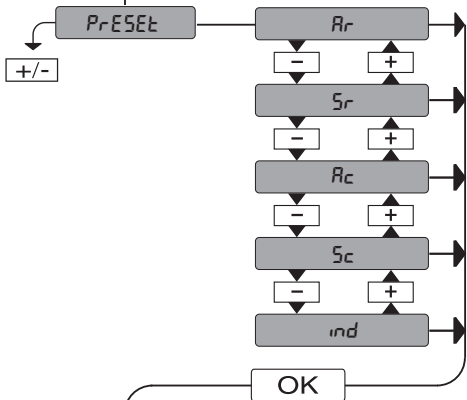 PrESEt
Ar
+/-
- +
Sr
- +
Ac
- +
Sc
- +
ind
OK